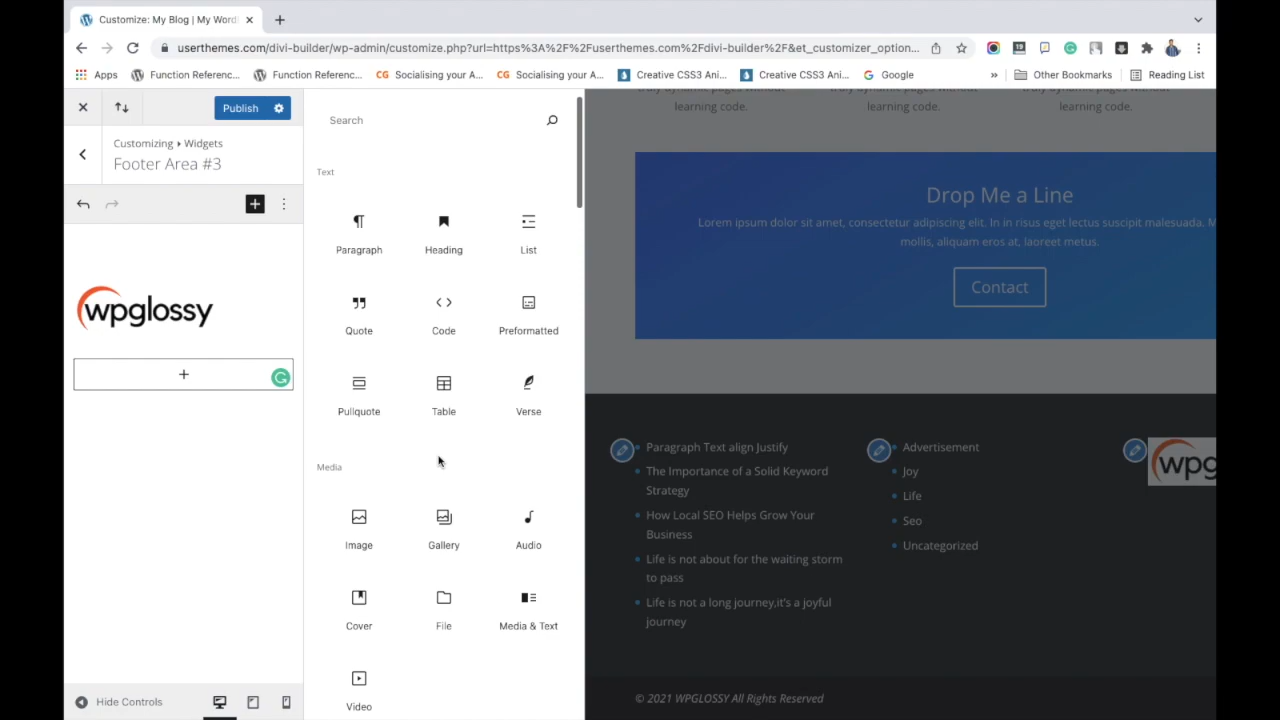 Customize: My Blog | My Word
userthemes.com/divi-builder/wp-admin/customize.php?url=https%3A%2F%2Fuserthemes.com%2Fdivi-builder%2F&et_customizer_option...
Apps
Function Referenc...
Function Referenc...
CG Socialising your A...
CG Socialising your A...
Creative CSS3 Ani...
Creative CSS3 Ani...
Google
»
Other Bookmarks
Reading List
Publish
Customizing ▸ Widgets
Footer Area #3
wpglossy
Search
Text
Paragraph
Heading
List
Quote
Code
Preformatted
Pullquote
Table
Verse
Media
Image
Gallery
Audio
Cover
File
Media & Text
Video
Hide Controls
learning code.
learning code.
learning code.
Drop Me a Line
Lorem ipsum dolor sit amet, consectetur adipiscing elit. In in risus eget lectus suscipit malesuada. M
mollis, aliquam eros at, laoreet metus.
Contact
Paragraph Text align Justify
The Importance of a Solid Keyword
Strategy
How Local SEO Helps Grow Your
Business
Life is not about for the waiting storm
to pass
Life is not a long journey,it's a joyful
journey
Advertisement
Joy
Life
Seo
Uncategorized
wpg
© 2021 WPGLOSSY All Rights Reserved